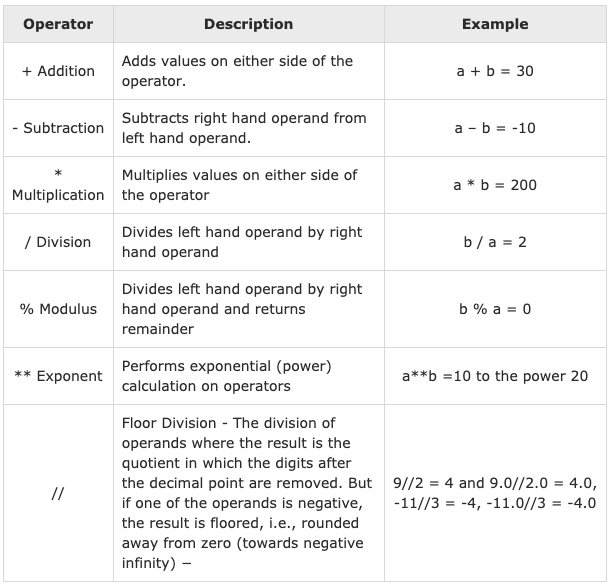 Operator Description Example
+ Addition
Adds values on either side of the
operator.
a + b = 30
- Subtraction
Subtracts right hand operand from
left hand operand.
a – b = -10
*
Multiplication
Multiplies values on either side of
the operator
a * b = 200
/ Division
Divides left hand operand by right
hand operand
b / a = 2
% Modulus
Divides left hand operand by right
hand operand and returns
remainder
b % a = 0
** Exponent
Performs exponential (power)
calculation on operators
a**b =10 to the power 20
//
Floor Division - The division of
operands where the result is the
quotient in which the digits after
the decimal point are removed. But
if one of the operands is negative,
the result is floored, i.e., rounded
away from zero (towards negative
infinity) −
9//2 = 4 and 9.0//2.0 = 4.0,
-11//3 = -4, -11.0//3 = -4.0